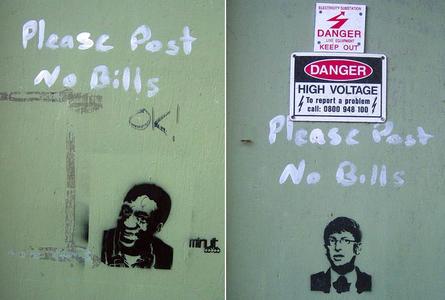 Please Post
No Bills
OK!
ELECTRICITY SUBSTATION
DANGER
LIVE EQUIPMENT
KEEP OUT
DANGER
HIGH VOLTAGE
To report a problem
call: 0800 948 100
Please Post
No Bills